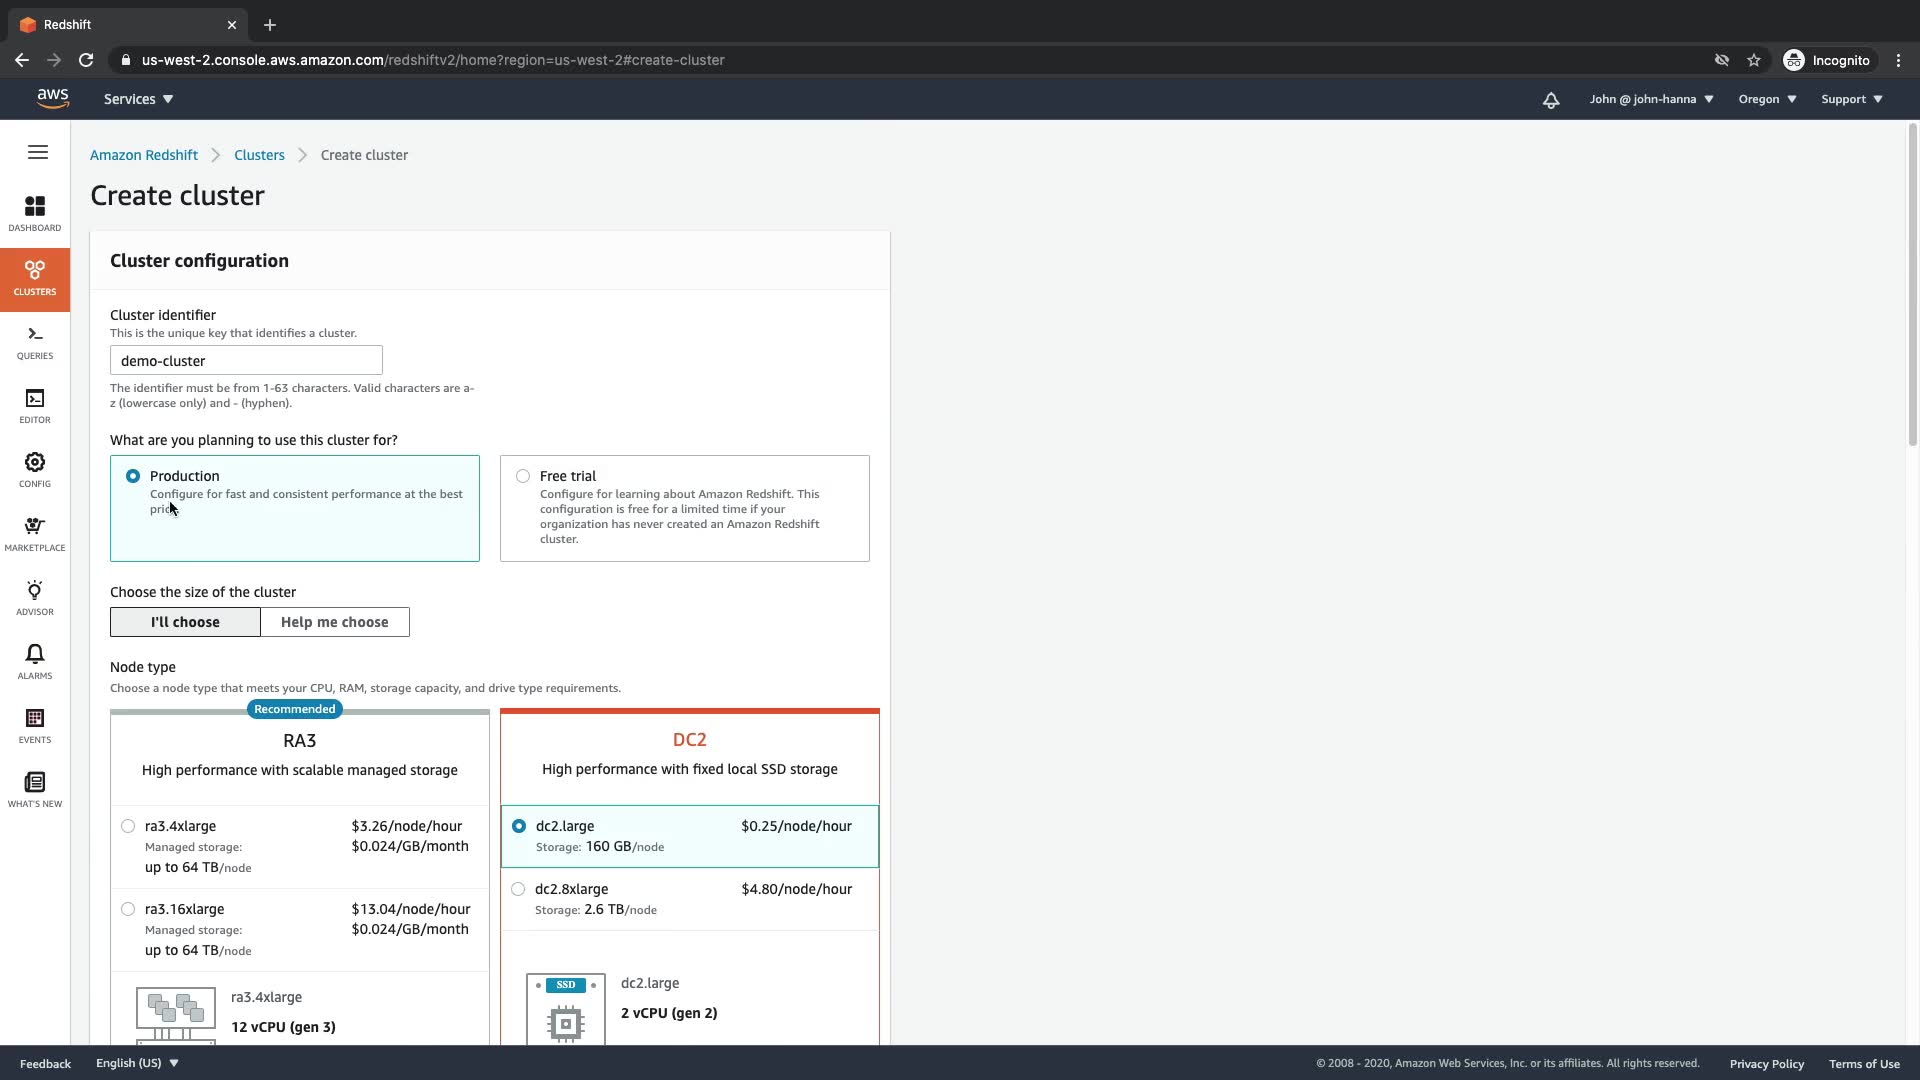 Redshift
us-west-2.console.aws.amazon.com/redshiftv2/home?region=us-west-2#create-cluster
Incognito
aws
Services
John @ john-hanna
Oregon
Support
Amazon Redshift
Clusters
Create cluster
Create cluster
DASHBOARD
CLUSTERS
QUERIES
EDITOR
CONFIG
MARKETPLACE
ADVISOR
ALARMS
EVENTS
WHAT'S NEW
Cluster configuration
Cluster identifier
This is the unique key that identifies a cluster.
demo-cluster
The identifier must be from 1-63 characters. Valid characters are a-
z (lowercase only) and - (hyphen).
What are you planning to use this cluster for?
Production
Configure for fast and consistent performance at the best
Free trial
Configure for learning about Amazon Redshift. This
configuration is free for a limited time if your
organization has never created an Amazon Redshift
cluster.
Choose the size of the cluster
I'll choose
Help me choose
Node type
Choose a node type that meets your CPU, RAM, storage capacity, and drive type requirements.
Recommended
RA3
High performance with scalable managed storage
ra3.4xlarge $3.26/node/hour
Managed storage: $0.024/GB/month
up to 64 TB/node
ra3.16xlarge $13.04/node/hour
Managed storage: $0.024/GB/month
up to 64 TB/node
ra3.4xlarge
12 vCPU (gen 3)
DC2
High performance with fixed local SSD storage
dc2.large $0.25/node/hour
Storage: 160 GB/node
dc2.8xlarge $4.80/node/hour
Storage: 2.6 TB/node
SSD
dc2.large
2 vCPU (gen 2)
Feedback
English (US)
© 2008 - 2020, Amazon Web Services, Inc. or its affiliates. All rights reserved.
Privacy Policy
Terms of Use